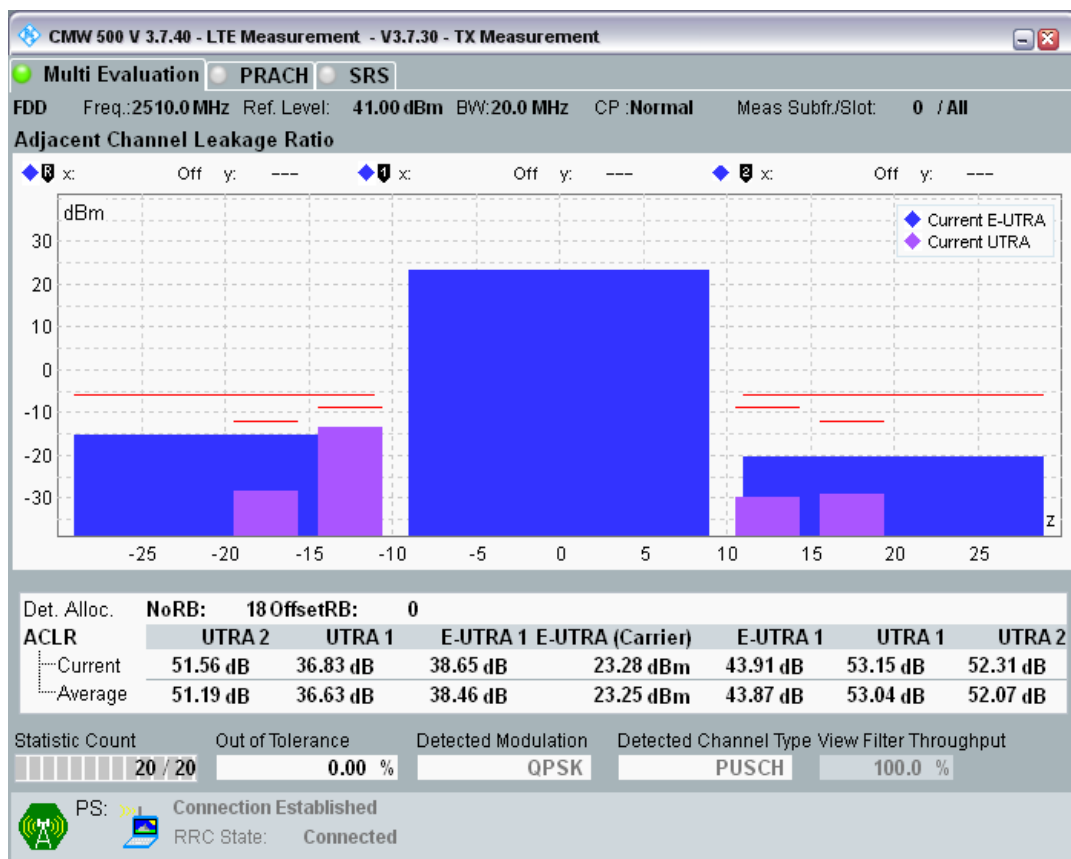 CMW 500 V 3.7.40 - LTE Measurement - V3.7.30 - TX Measurement
Multi Evaluation PRACH SRS
FDD Freq.:2510.0 MHz Ref. Level: 41.00 dBm BW:20.0 MHz CP :Normal Meas Subfr./Slot: 0 / All
Adjacent Channel Leakage Ratio
R x: Off y: --- 1 x: Off y: --- 2 x: Off y: ---
dBm
Current E-UTRA
Current UTRA
30
20
10
0
-10
-20
-30
z
-25 -20 -15 -10 -5 0 5 10 15 20 25
Det. Alloc. NoRB: 18 OffsetRB: 0
ACLR UTRA 2 UTRA 1 E-UTRA 1 E-UTRA (Carrier) E-UTRA 1 UTRA 1 UTRA 2
Current 51.56 dB 36.83 dB 38.65 dB 23.28 dBm 43.91 dB 53.15 dB 52.31 dB
Average 51.19 dB 36.63 dB 38.46 dB 23.25 dBm 43.87 dB 53.04 dB 52.07 dB
Statistic Count Out of Tolerance Detected Modulation Detected Channel Type View Filter Throughput
20 / 20 0.00 % QPSK PUSCH 100.0 %
PS: Connection Established
RRC State: Connected